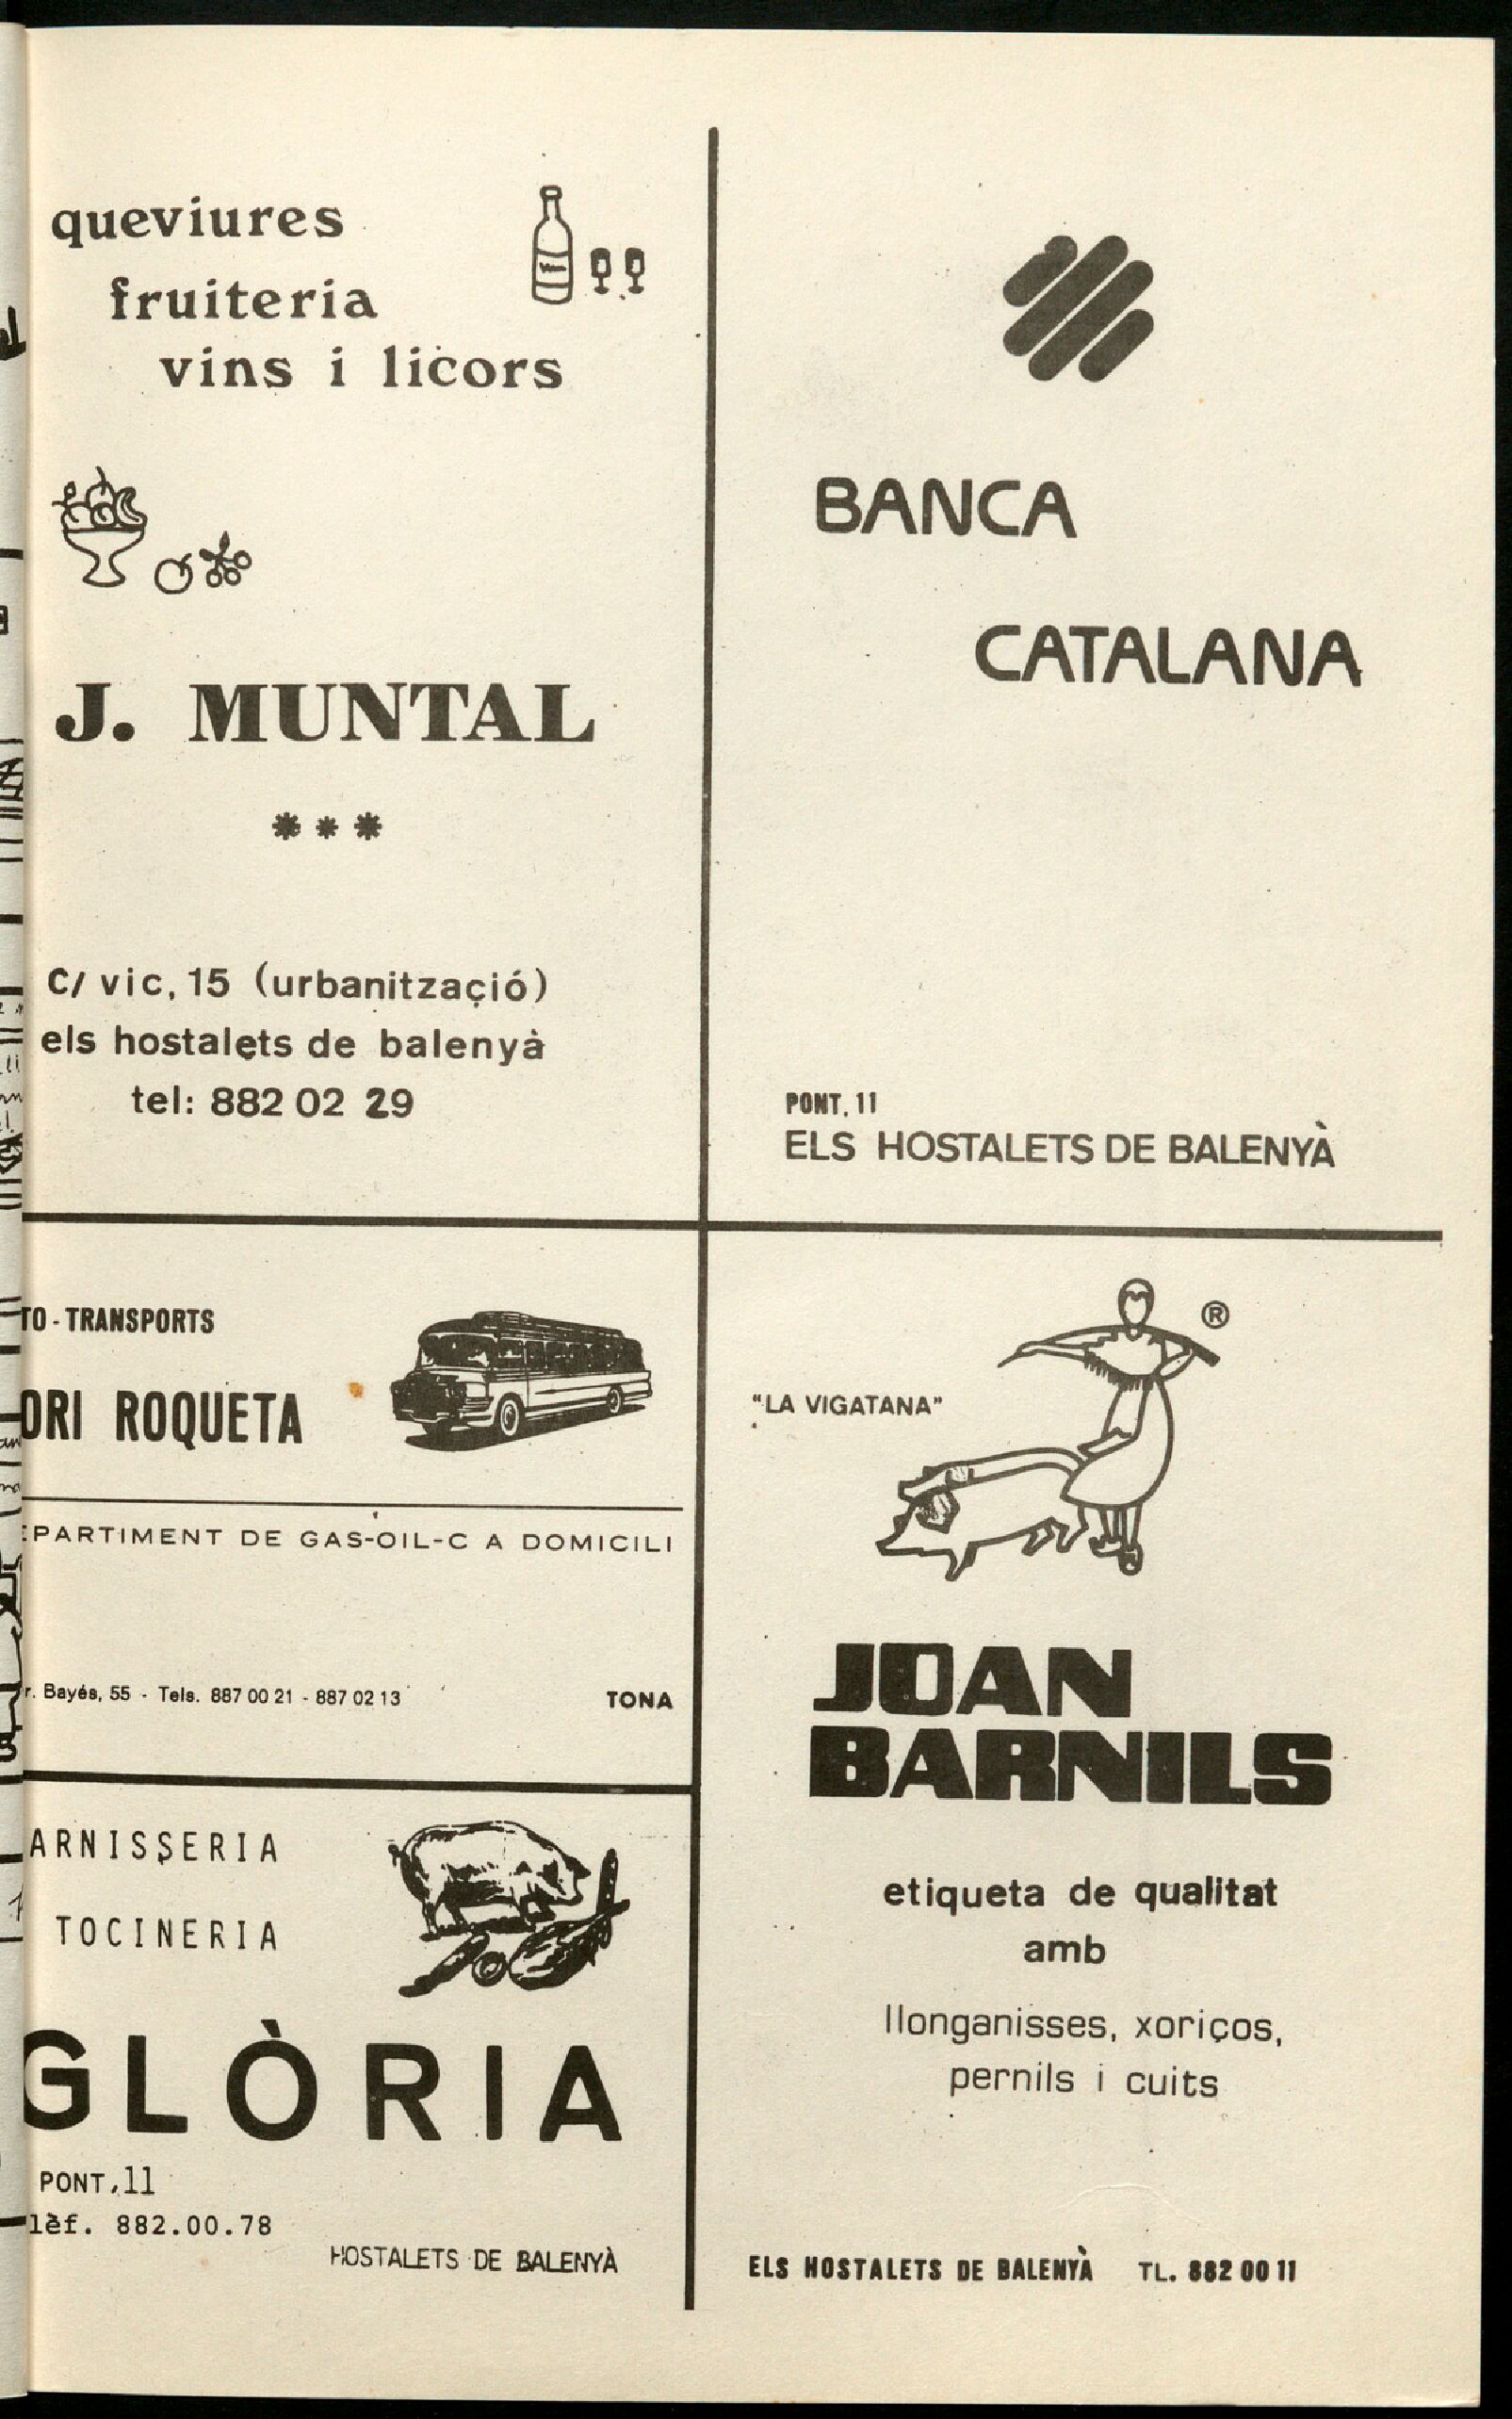 queviures
fruiteria
vins i licors
J. MUNTAL
***
C/ vic, 15 (urbanització)
els hostalets de balenyà
tel: 882 02 29
BANCA
CATALANA
PONT, 11
ELS HOSTALETS DE BALENYÀ
TO-TRANSPORTS
ORI ROQUETA
EPARTIMENT DE GAS-OIL-C A DOMICILI
r. Bayés, 55 - Tels. 887 00 21 - 887 02 13 TONA
ARNISSERIA
TOCINERIA
GLÒRIA
PONT, 11
lèf. 882.00.78
HOSTALETS DE BALENYÀ
®
"LA VIGATANA"
JOAN
BARNILS
etiqueta de qualitat
amb
llonganisses, xoriços,
pernils i cuits
ELS HOSTALETS DE BALENYÀ TL. 882 00 11